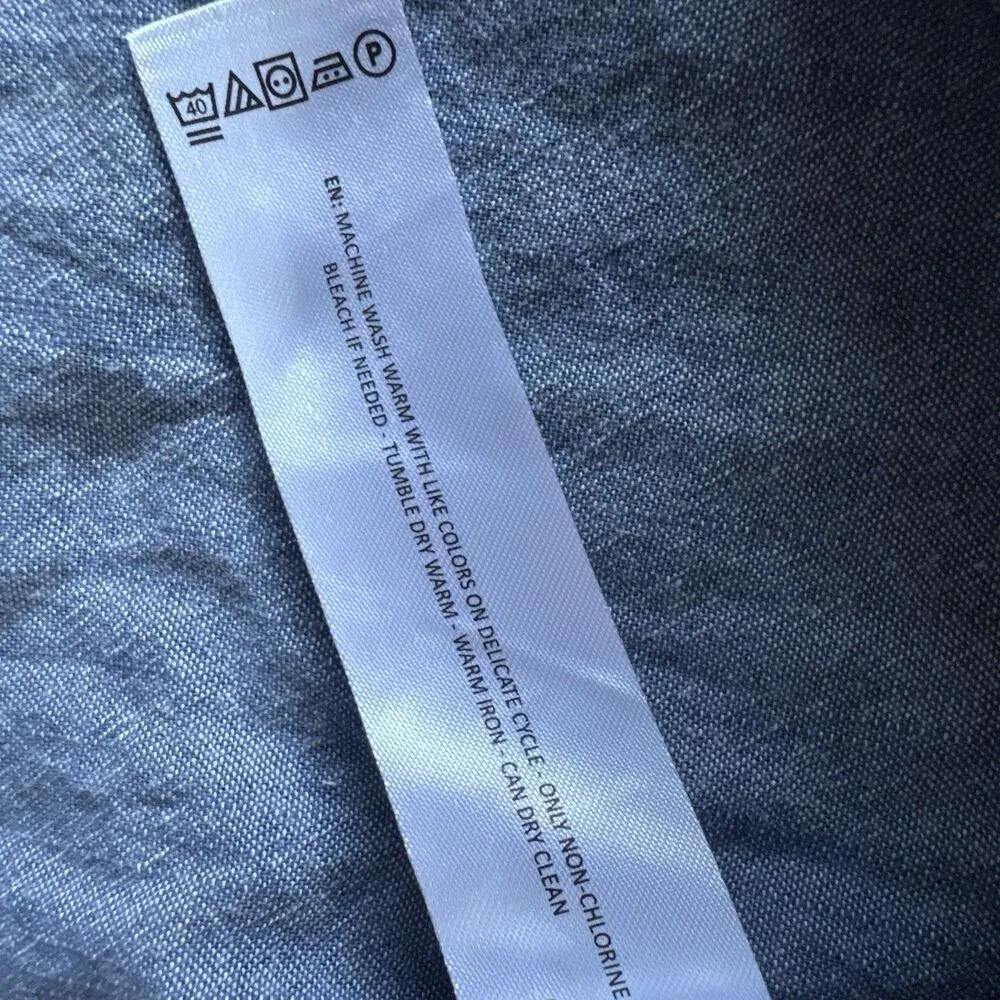 40 P
EN: MACHINE WASH WARM WITH LIKE COLORS ON DELICATE CYCLE - ONLY NON-CHLORINE
BLEACH IF NEEDED - TUMBLE DRY WARM - WARM IRON - CAN DRY CLEAN